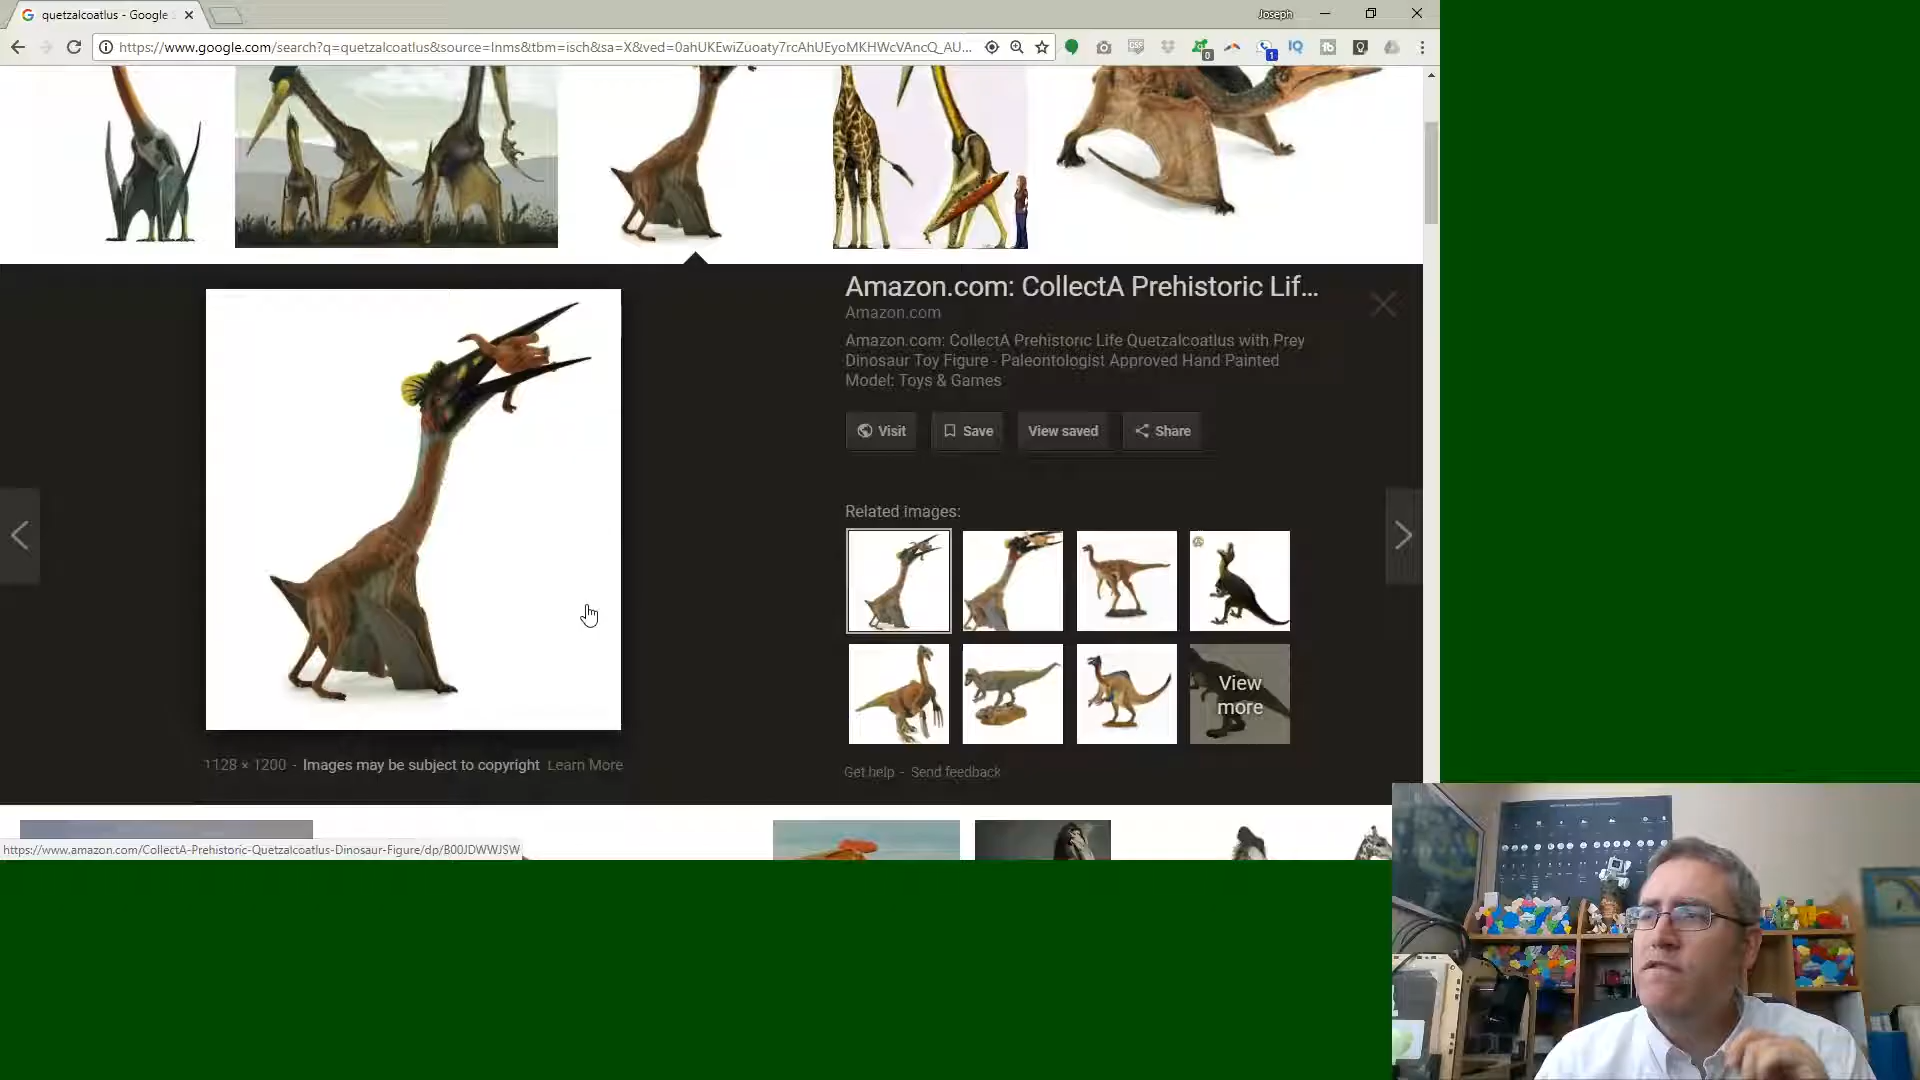 quetzalcoatlus - Google
Joseph
https://www.google.com/search?q=quetzalcoatlus&source=lnms&tbm=isch&sa=X&ved=0ahUKEwiZuoaty7rcAhUEyoMKHWcVAncQ_AU...
Amazon.com: CollectA Prehistoric Lif...
Amazon.com
Amazon.com: CollectA Prehistoric Life Quetzalcoatlus with Prey
Dinosaur Toy Figure - Paleontologist Approved Hand Painted
Model: Toys & Games
Visit
Save
View saved
Share
Related images:
View
more
1128 × 1200 - Images may be subject to copyright Learn More
Get help - Send feedback
https://www.amazon.com/CollectA-Prehistoric-Quetzalcoatlus-Dinosaur-Figure/dp/B00JDWWJSW